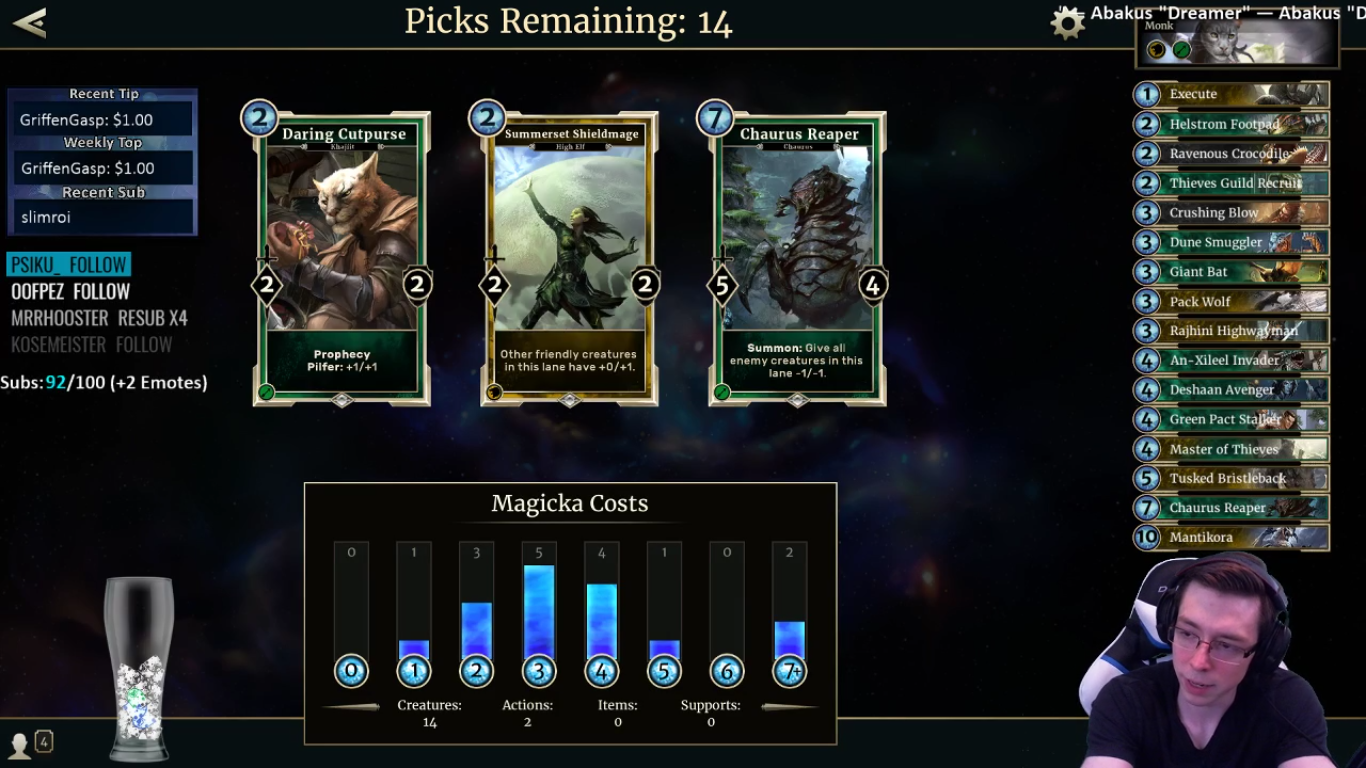 Picks Remaining: 14
Abakus "Dreamer" — Abakus "D
Monk
Recent Tip
GriffenGasp: $1.00
Weekly Top
GriffenGasp: $1.00
Recent Sub
slimroi
PSIKU_ FOLLOW
OOFPEZ FOLLOW
MRRHOOSTER RESUB X4
KOSEMEISTER FOLLOW
Subs:92/100 (+2 Emotes)
2
Daring Cutpurse
Khajiit
2 2
Prophecy
Pilfer: +1/+1
2
Summerset Shieldmage
High Elf
2 2
Other friendly creatures
in this lane have +0/+1.
7
Chaurus Reaper
Chaurus
5 4
Summon: Give all
enemy creatures in this
lane -1/-1.
1 Execute
2 Helstrom Footpad
2 Ravenous Crocodile
2 Thieves Guild Recruit
3 Crushing Blow
3 Dune Smuggler
3 Giant Bat
3 Pack Wolf
3 Rajhini Highwayman
4 An-Xileel Invader
4 Deshaan Avenger
4 Green Pact Stalker
4 Master of Thieves
5 Tusked Bristleback
7 Chaurus Reaper
10 Mantikora
Magicka Costs
0 1 3 5 4 1 0 2
0 1 2 3 4 5 6 7+
Creatures: Actions: Items: Supports:
14 2 0 0
4